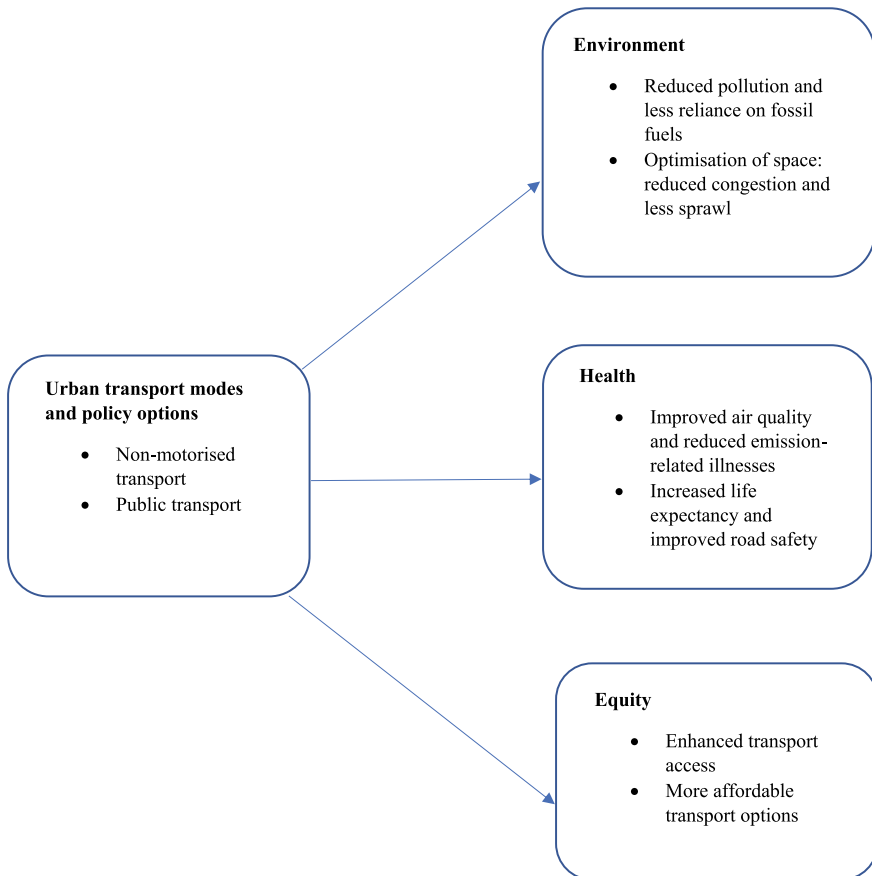 Environment
• Reduced pollution and
less reliance on fossil
fuels
• Optimisation of space:
reduced congestion and
less sprawl
Urban transport modes
and policy options
• Non-motorised
transport
• Public transport
Health
• Improved air quality
and reduced emission-
related illnesses
• Increased life
expectancy and
improved road safety
Equity
• Enhanced transport
access
• More affordable
transport options